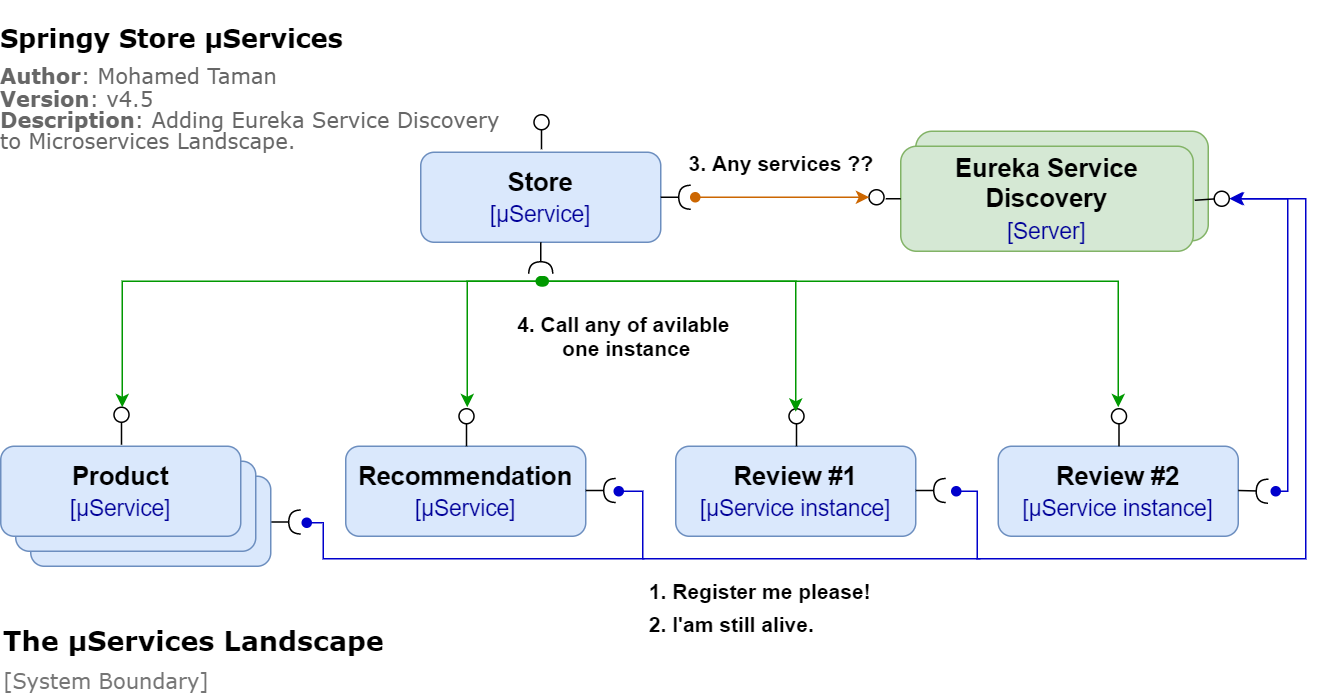 Springy Store µServices
Author: Mohamed Taman
Version: v4.5
Description: Adding Eureka Service Discovery
to Microservices Landscape.
Store
[µService]
3. Any services ??
Eureka Service
Discovery
[Server]
4. Call any of avilable
one instance
Product
[µService]
Recommendation
[µService]
Review #1
[µService instance]
Review #2
[µService instance]
1. Register me please!
2. I'am still alive.
The µServices Landscape
[System Boundary]